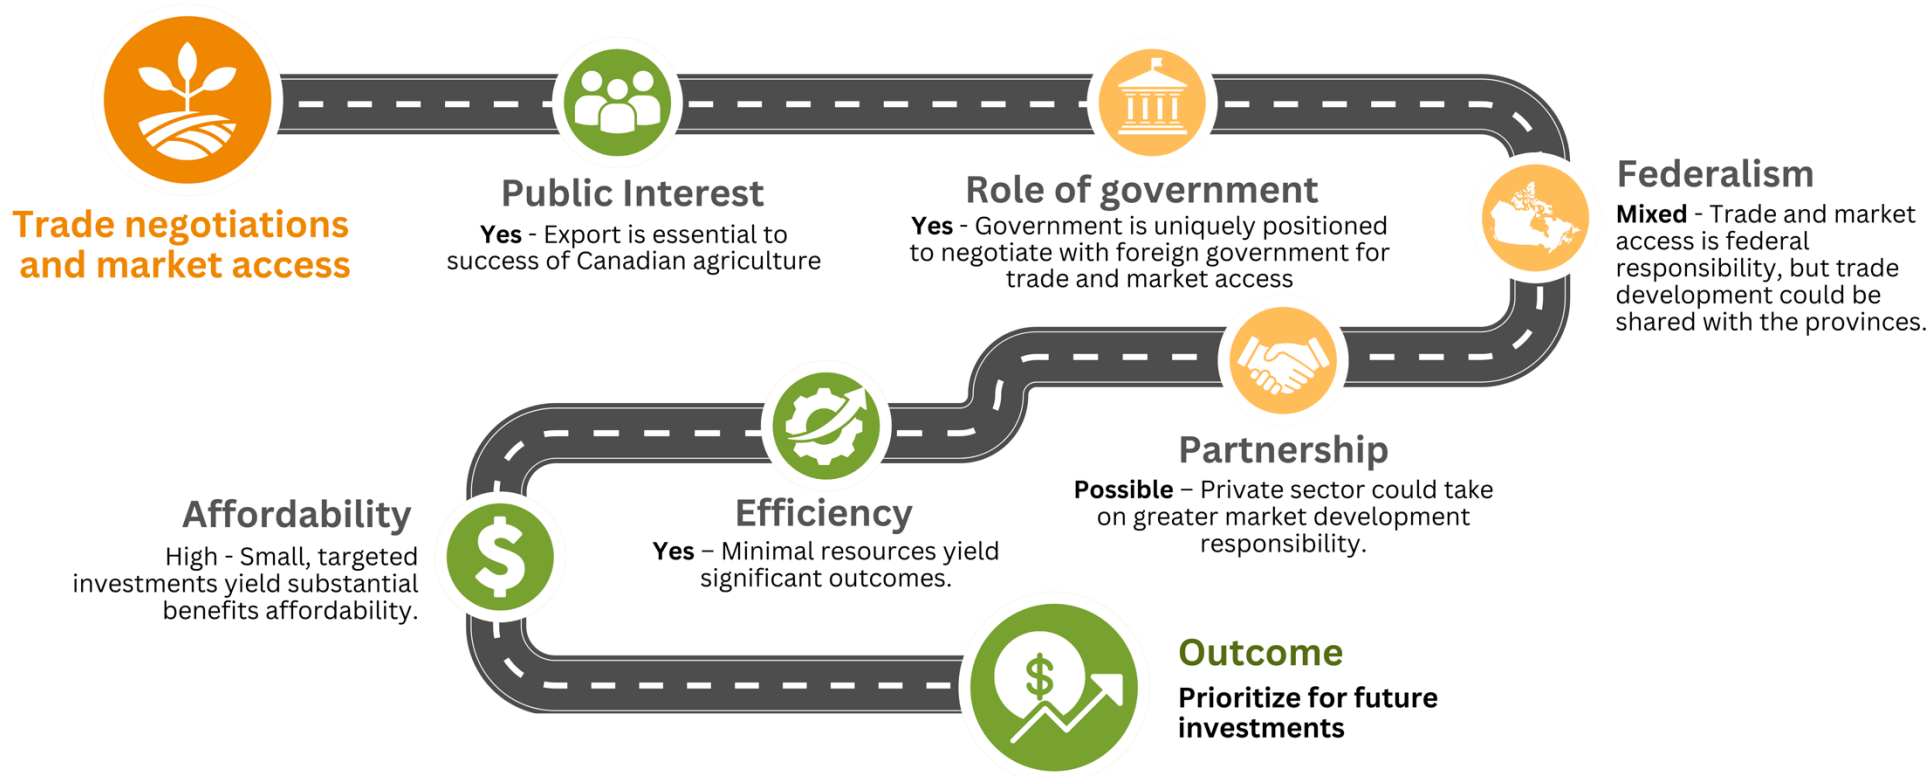 Trade negotiations
and market access
Public Interest
Yes - Export is essential to
success of Canadian agriculture
Role of government
Yes - Government is uniquely positioned
to negotiate with foreign government for
trade and market access
Federalism
Mixed - Trade and market
access is federal
responsibility, but trade
development could be
shared with the provinces.
Partnership
Possible – Private sector could take
on greater market development
responsibility.
Efficiency
Yes – Minimal resources yield
significant outcomes.
Affordability
High - Small, targeted
investments yield substantial
benefits affordability.
$
$
Outcome
Prioritize for future
investments